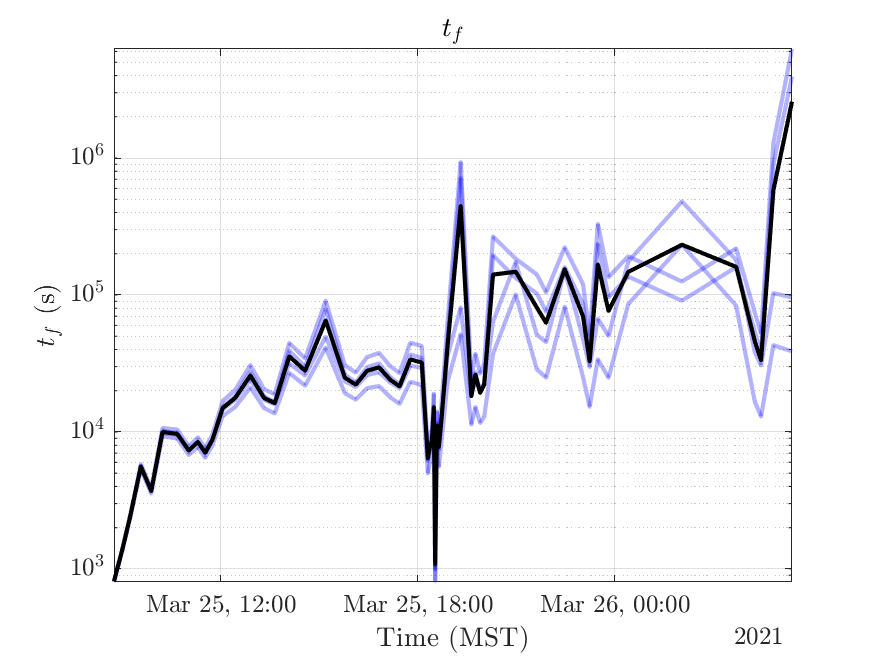 t_f
10^6
10^5
10^4
10^3
t_f (s)
Mar 25, 12:00
Mar 25, 18:00
Mar 26, 00:00
Time (MST)
2021